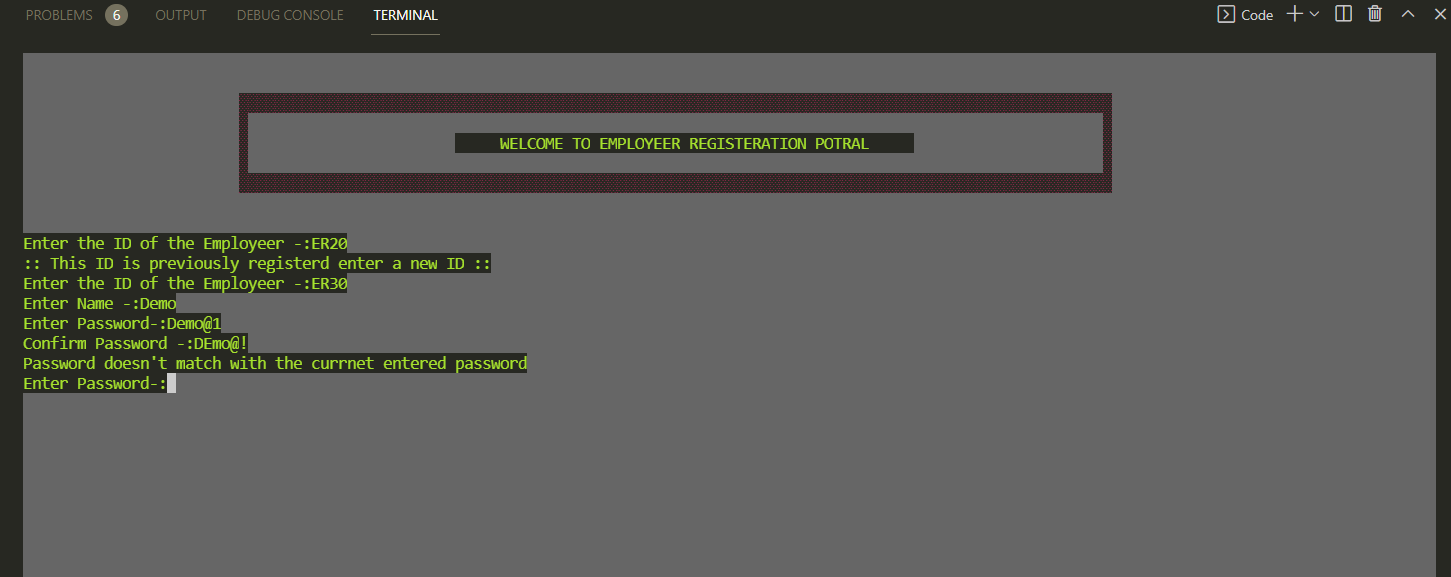 PROBLEMS 6 OUTPUT DEBUG CONSOLE TERMINAL Code
WELCOME TO EMPLOYEER REGISTERATION POTRAL
Enter the ID of the Employeer -:ER20
:: This ID is previously registerd enter a new ID ::
Enter the ID of the Employeer -:ER30
Enter Name -:Demo
Enter Password-:Demo@1
Confirm Password -:DEmo@!
Password doesn't match with the currnet entered password
Enter Password-: